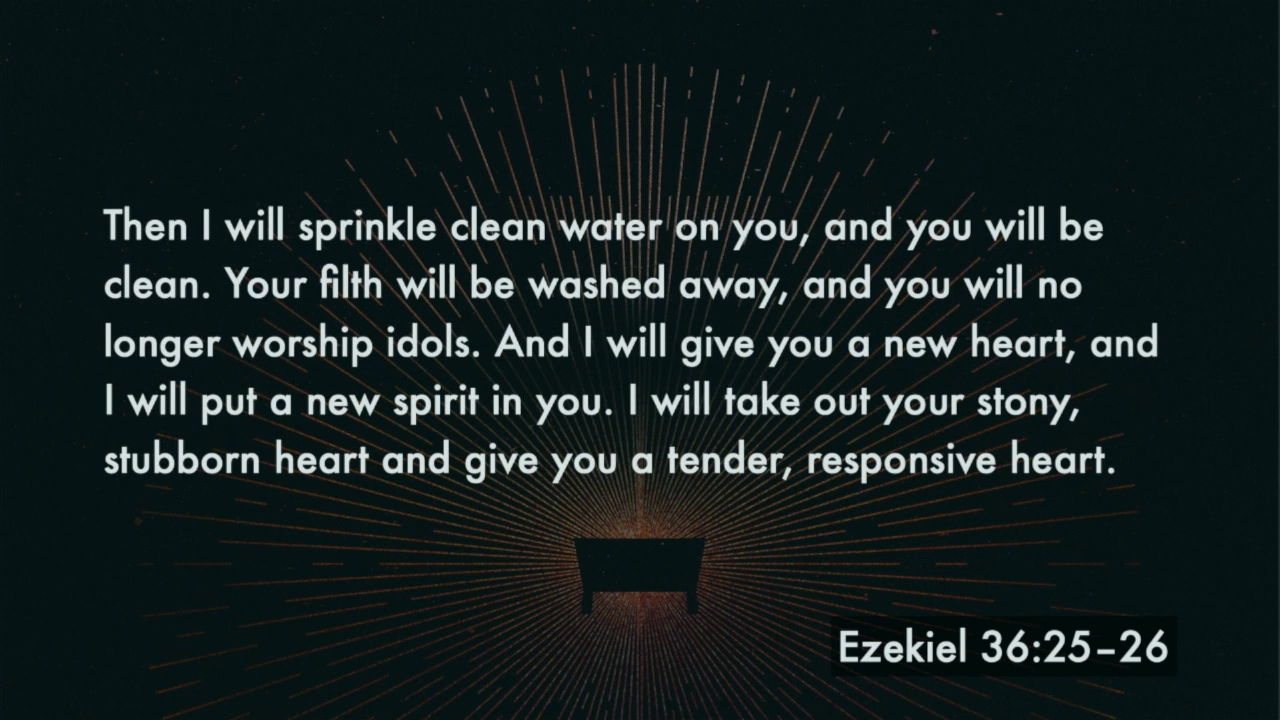 Then I will sprinkle clean water on you, and you will be
clean. Your filth will be washed away, and you will no
longer worship idols. And I will give you a new heart, and
I will put a new spirit in you. I will take out your stony,
stubborn heart and give you a tender, responsive heart.
Ezekiel 36:25–26